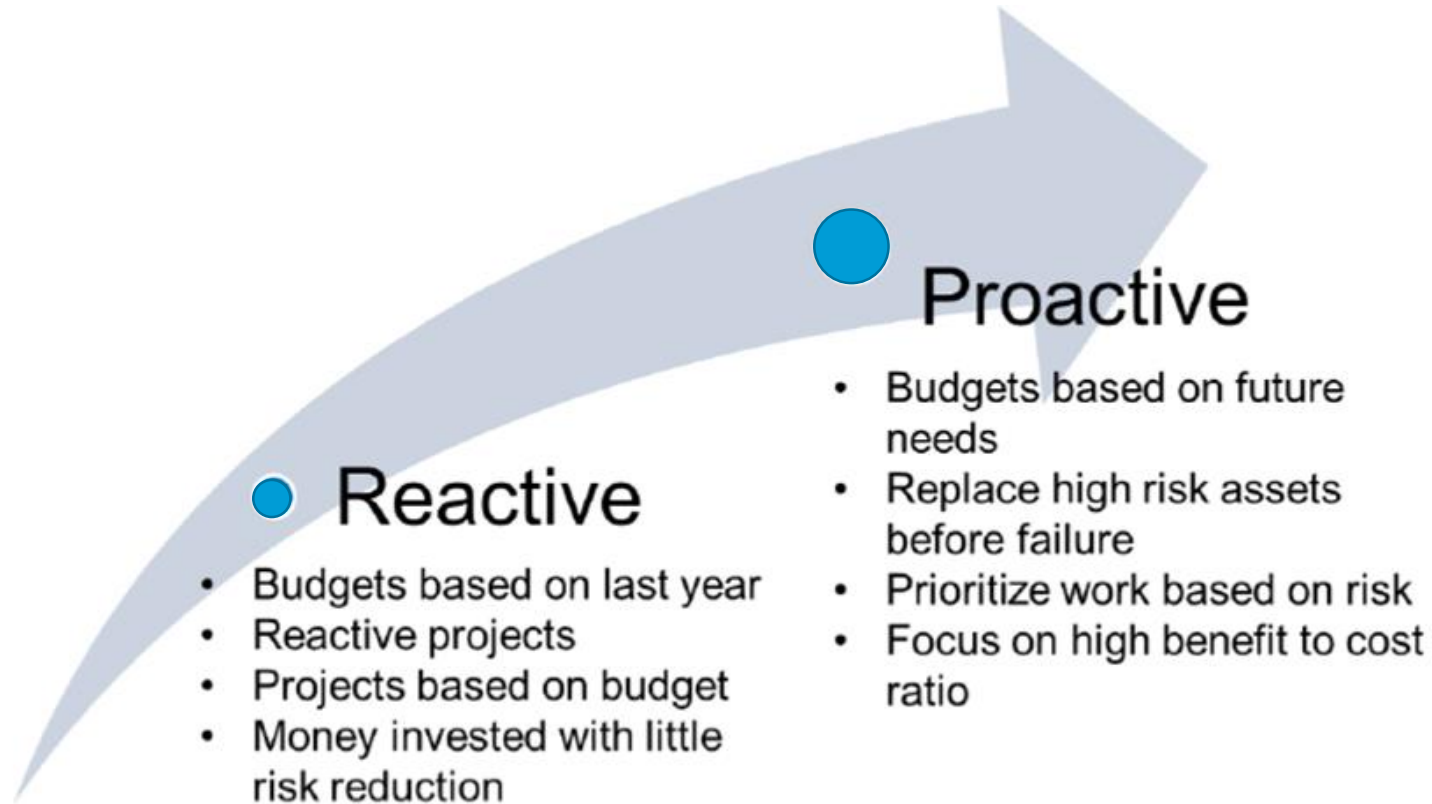 Reactive
• Budgets based on last year
• Reactive projects
• Projects based on budget
• Money invested with little
risk reduction
Proactive
• Budgets based on future
needs
• Replace high risk assets
before failure
• Prioritize work based on risk
• Focus on high benefit to cost
ratio